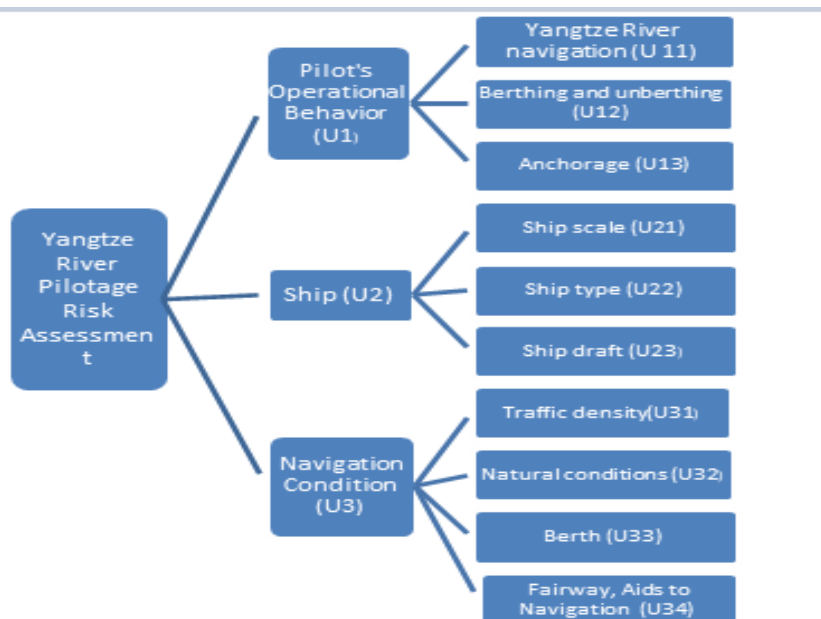 Yangtze
River
Pilotage
Risk
Assessmen
t
Pilot's
Operational
Behavior
(U1)
Ship (U2)
Navigation
Condition
(U3)
Yangtze River
navigation (U 11)
Berthing and unberthing
(U12)
Anchorage (U13)
Ship scale (U21)
Ship type (U22)
Ship draft (U23)
Traffic density(U31)
Natural conditions (U32)
Berth (U33)
Fairway, Aids to
Navigation (U34)